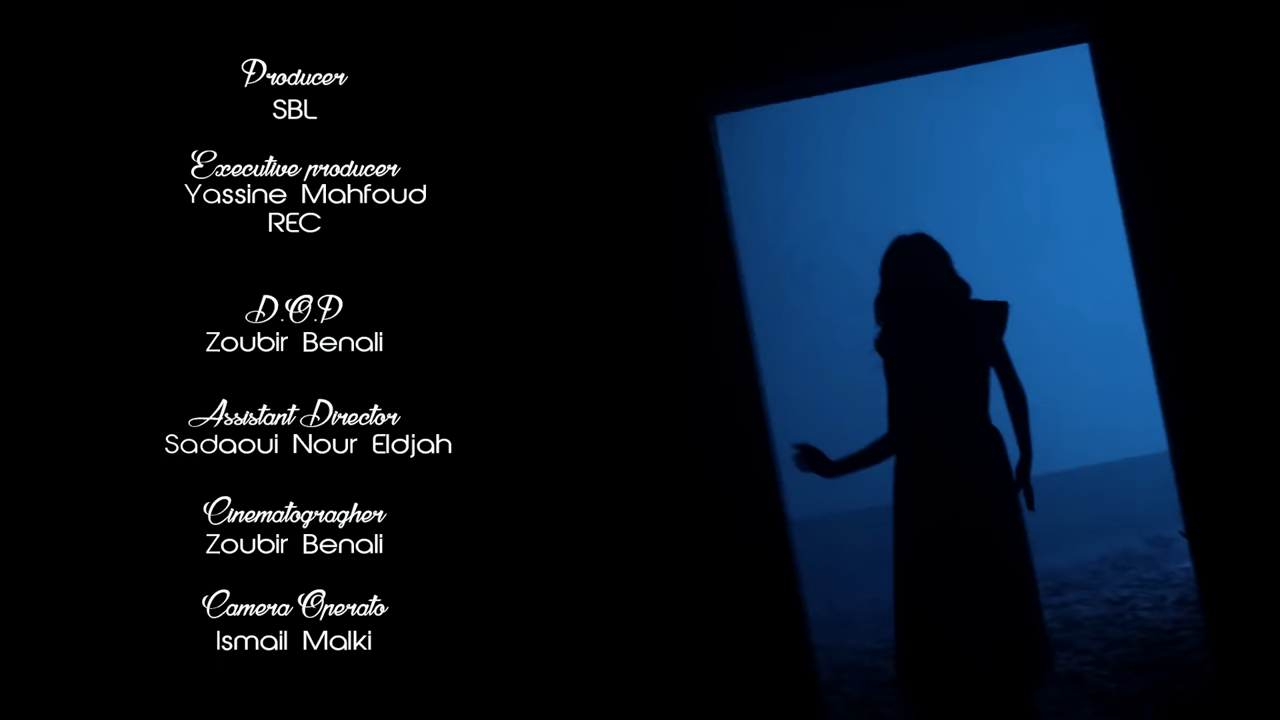 Producer
SBL
Executive producer
Yassine Mahfoud
REC
D.O.P
Zoubir Benali
Assistant Director
Sadaoui Nour Eldjah
Cinematogragher
Zoubir Benali
Camera Operato
Ismail Malki